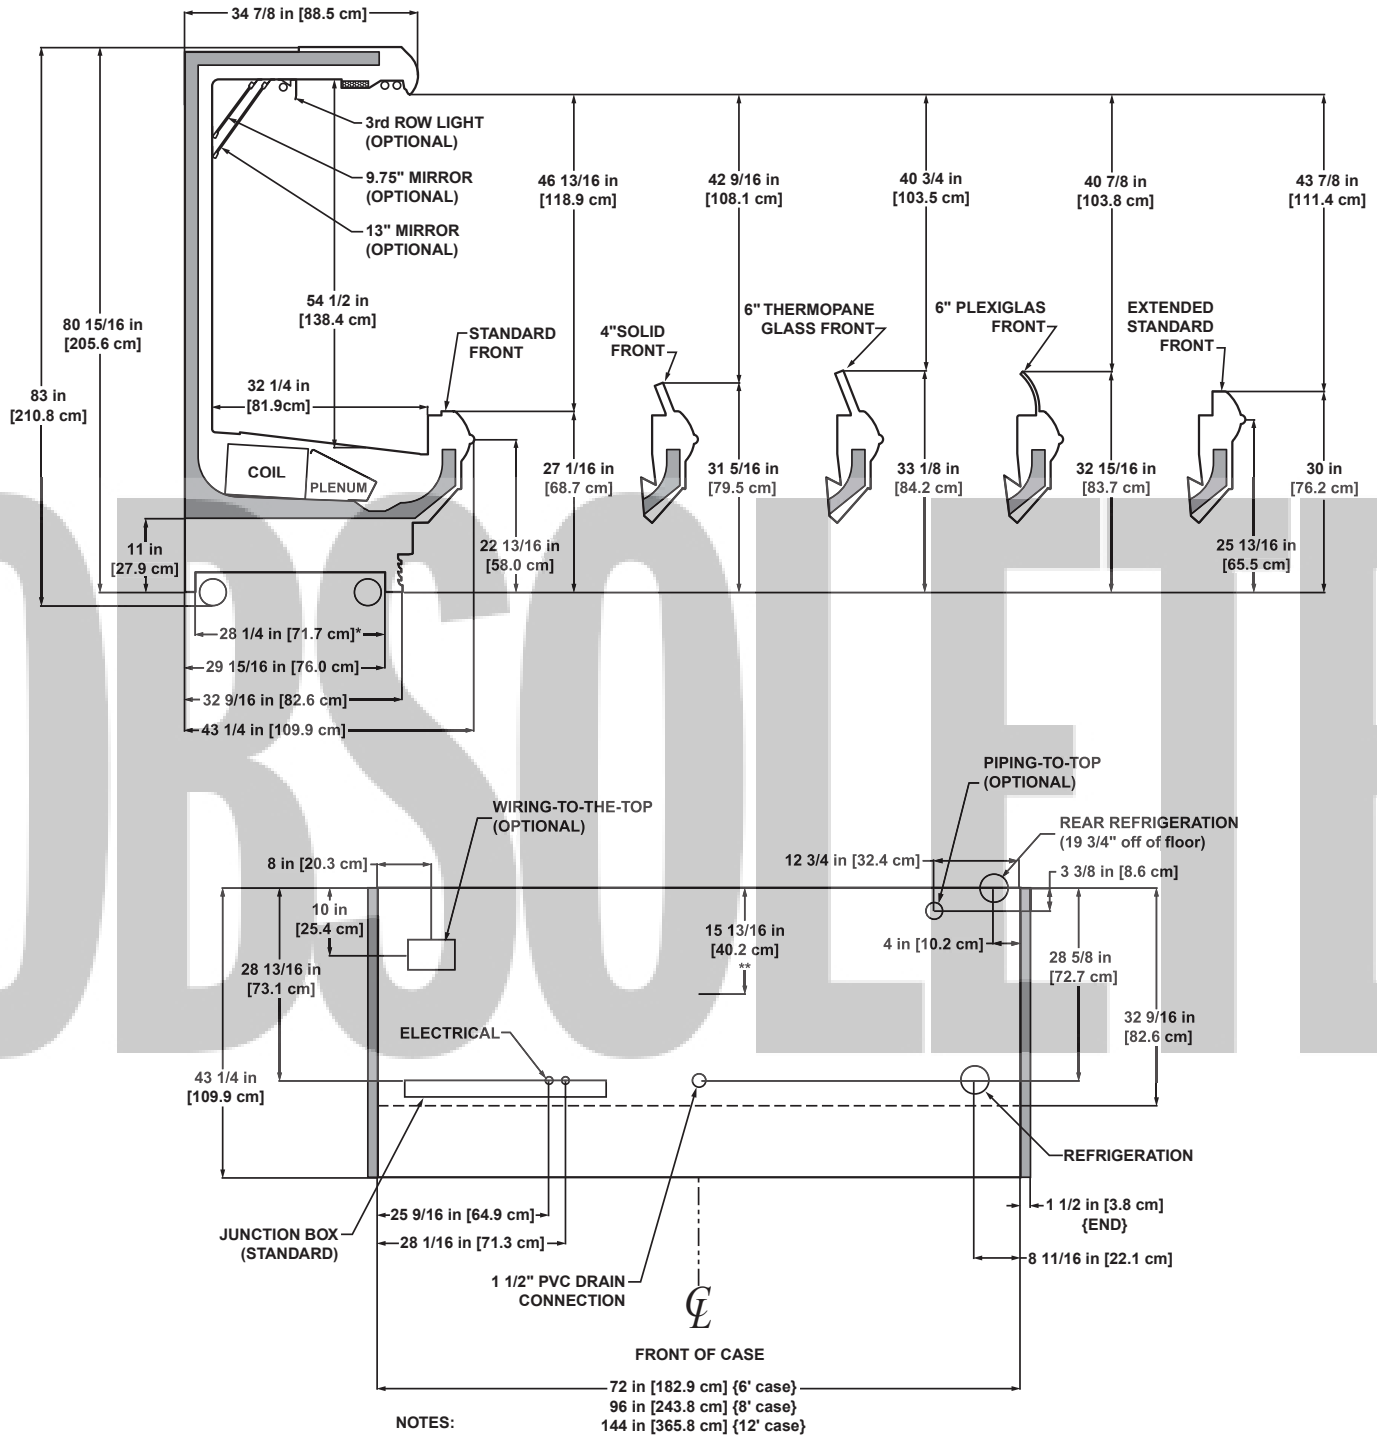 34 7/8 in [88.5 cm]
3rd ROW LIGHT
(OPTIONAL)
9.75" MIRROR
(OPTIONAL)
13" MIRROR
(OPTIONAL)
46 13/16 in
[118.9 cm]
42 9/16 in
[108.1 cm]
40 3/4 in
[103.5 cm]
40 7/8 in
[103.8 cm]
43 7/8 in
[111.4 cm]
54 1/2 in
[138.4 cm]
80 15/16 in
[205.6 cm]
83 in
[210.8 cm]
32 1/4 in
[81.9cm]
STANDARD
FRONT
4"SOLID
FRONT
6" THERMOPANE
GLASS FRONT
6" PLEXIGLAS
FRONT
EXTENDED
STANDARD
FRONT
COIL
PLENUM
27 1/16 in
[68.7 cm]
31 5/16 in
[79.5 cm]
33 1/8 in
[84.2 cm]
32 15/16 in
[83.7 cm]
30 in
[76.2 cm]
11 in
[27.9 cm]
22 13/16 in
[58.0 cm]
25 13/16 in
[65.5 cm]
28 1/4 in [71.7 cm]*
29 15/16 in [76.0 cm]
32 9/16 in [82.6 cm]
43 1/4 in [109.9 cm]
OBSOLETE
PIPING-TO-TOP
(OPTIONAL)
WIRING-TO-THE-TOP
(OPTIONAL)
REAR REFRIGERATION
(19 3/4" off of floor)
8 in [20.3 cm]
12 3/4 in [32.4 cm]
3 3/8 in [8.6 cm]
10 in
[25.4 cm]
15 13/16 in
[40.2 cm]
**
4 in [10.2 cm]
28 13/16 in
[73.1 cm]
28 5/8 in
[72.7 cm]
32 9/16 in
[82.6 cm]
ELECTRICAL
43 1/4 in
[109.9 cm]
REFRIGERATION
25 9/16 in [64.9 cm]
28 1/16 in [71.3 cm]
JUNCTION BOX
(STANDARD)
1 1/2 in [3.8 cm]
{END}
8 11/16 in [22.1 cm]
1 1/2" PVC DRAIN
CONNECTION
CL
FRONT OF CASE
72 in [182.9 cm] {6' case}
96 in [243.8 cm] {8' case}
144 in [365.8 cm] {12' case}
NOTES: